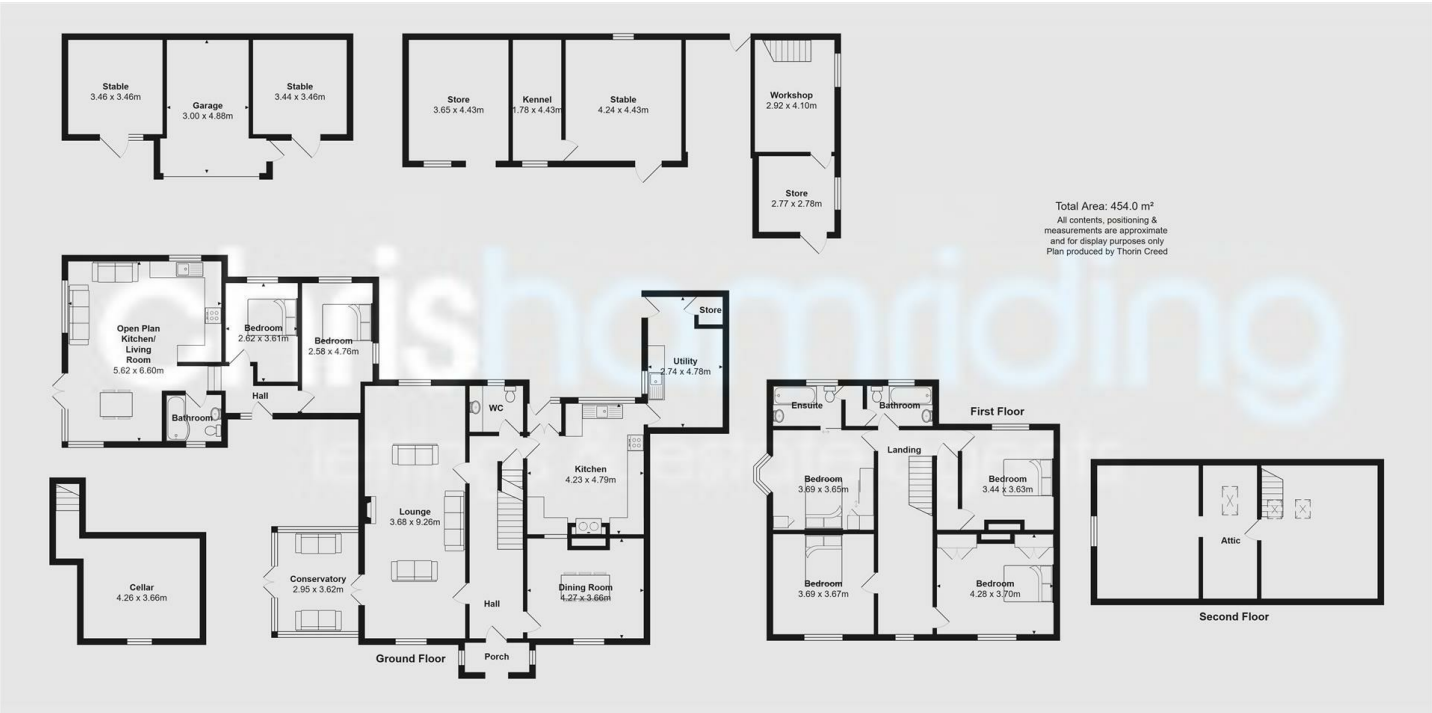 Stable
3.46 x 3.46m
Garage
3.00 x 4.88m
Stable
3.44 x 3.46m
Store
3.65 x 4.43m
Kennel
1.78 x 4.43m
Stable
4.24 x 4.43m
Workshop
2.92 x 4.10m
Store
2.77 x 2.78m
Total Area: 454.0 m²
All contents, positioning &
measurements are approximate
and for display purposes only
Plan produced by Thorin Creed
chrishomriding
Open Plan
Kitchen/
Living
Room
5.62 x 6.60m
Bedroom
2.62 x 3.61m
Bedroom
2.58 x 4.76m
Hall
Bathroom
Store
Utility
2.74 x 4.78m
WC
Kitchen
4.23 x 4.79m
Lounge
3.68 x 9.26m
Conservatory
2.95 x 3.62m
Hall
Dining Room
4.27 x 3.66m
Porch
Ground Floor
Cellar
4.26 x 3.66m
Ensuite
Bathroom
First Floor
Landing
Bedroom
3.69 x 3.65m
Bedroom
3.44 x 3.63m
Bedroom
3.69 x 3.67m
Bedroom
4.28 x 3.70m
Attic
Second Floor